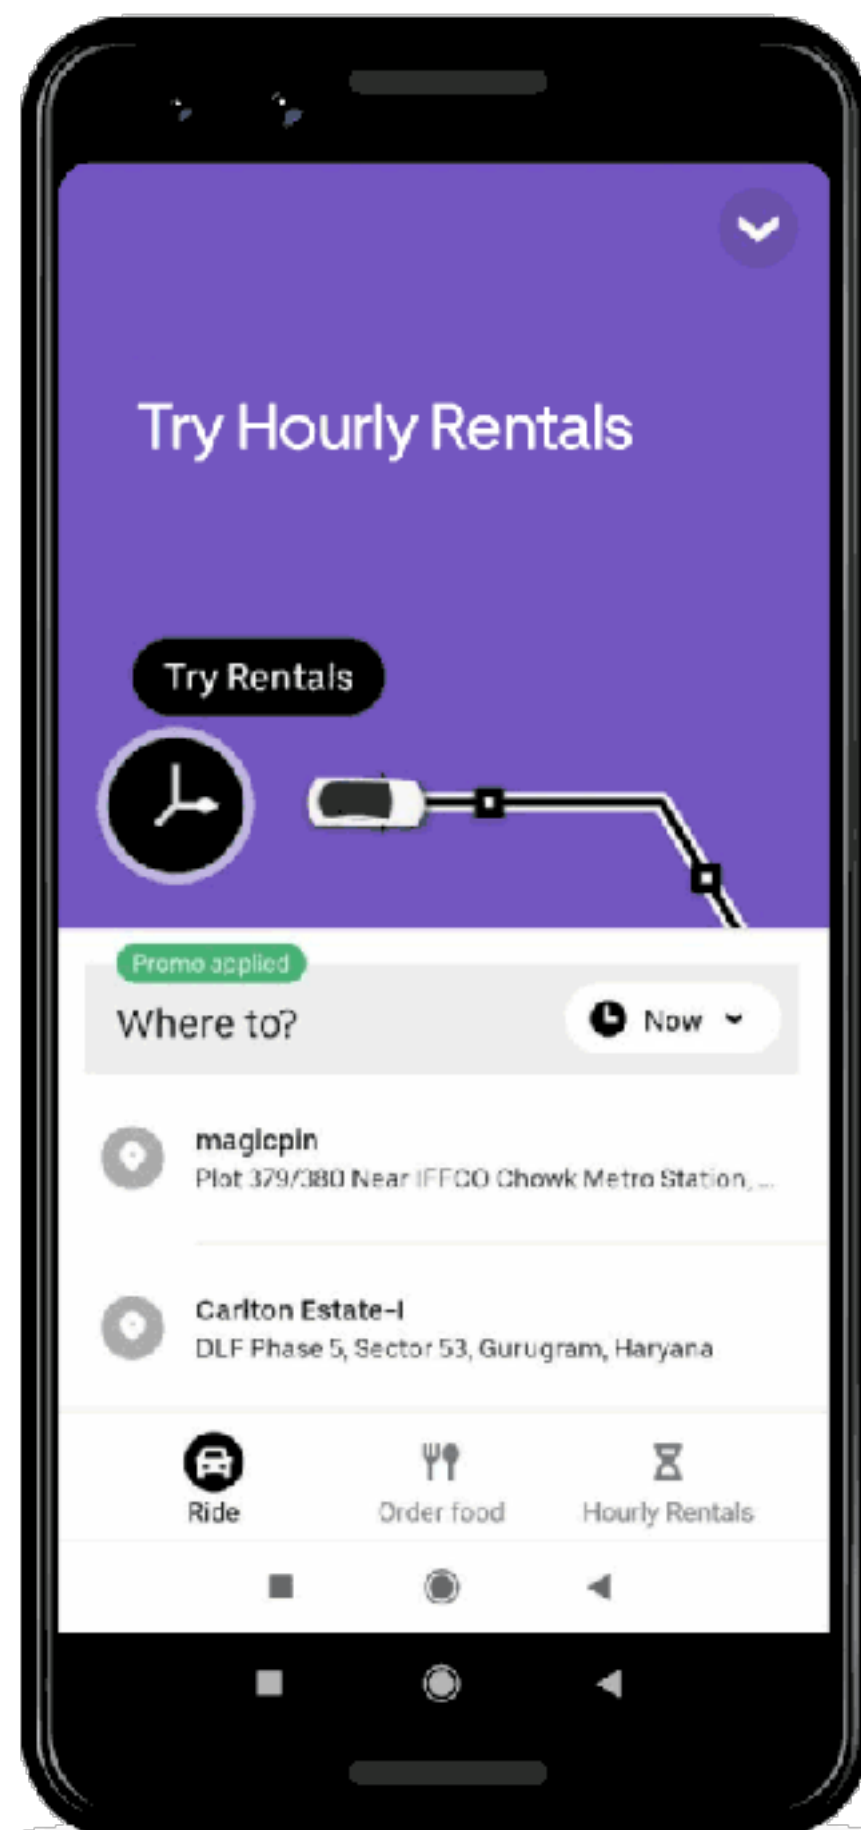 Try Hourly Rentals
Try Rentals
Promo applied
Where to?
Now
magicpin
Plot 379/380 Near IFFCO Chowk Metro Station, ...
Carlton Estate-I
DLF Phase 5, Sector 53, Gurugram, Haryana
Ride
Order food
Hourly Rentals